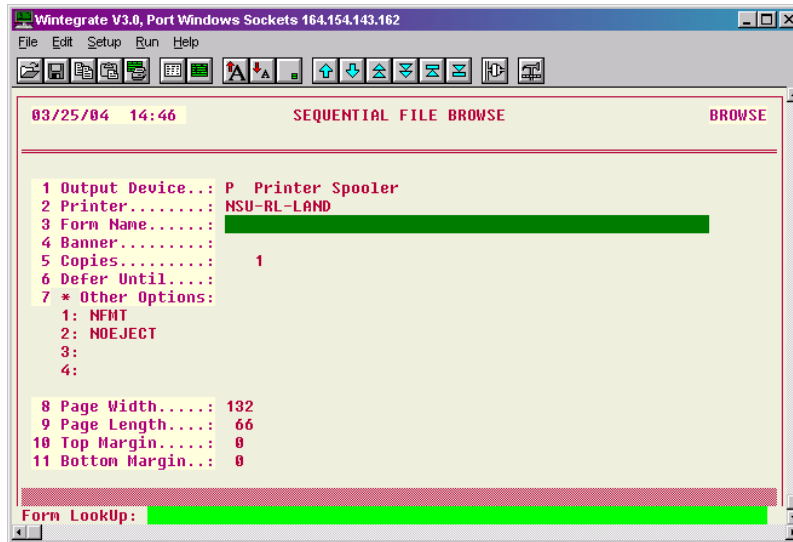 Wintegrate V3.0, Port Windows Sockets 164.154.143.162
File Edit Setup Run Help
03/25/04 14:46 SEQUENTIAL FILE BROWSE BROWSE
1 Output Device..: P Printer Spooler
2 Printer........: NSU-RL-LAND
3 Form Name......:
4 Banner.........:
5 Copies.........: 1
6 Defer Until....:
7 * Other Options:
1: NFMT
2: NOEJECT
3:
4:
8 Page Width.....: 132
9 Page Length....: 66
10 Top Margin.....: 0
11 Bottom Margin..: 0
Form LookUp: